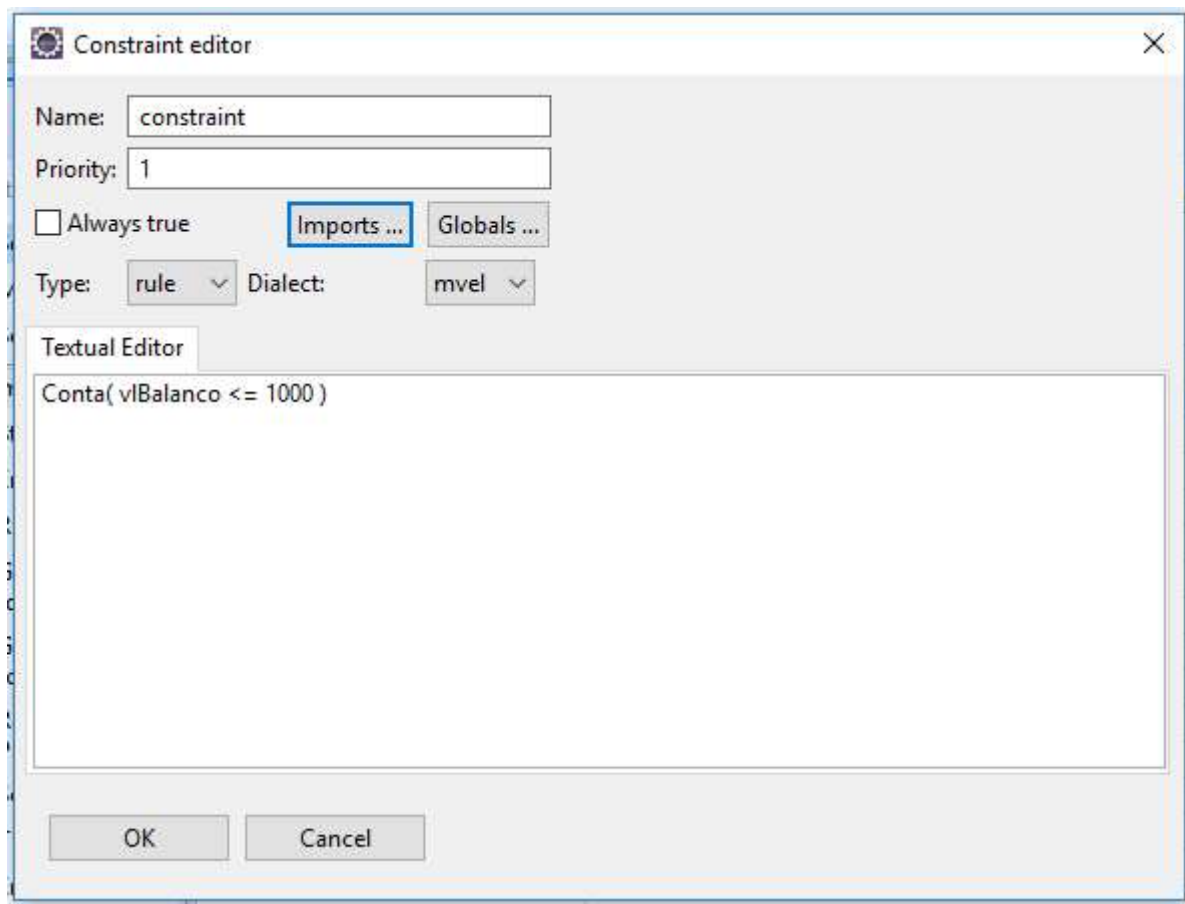 Constraint editor
Name: constraint
Priority: 1
Always true Imports ... Globals ...
Type: rule Dialect: mvel
Textual Editor
Conta( vlBalanco <= 1000 )
OK Cancel